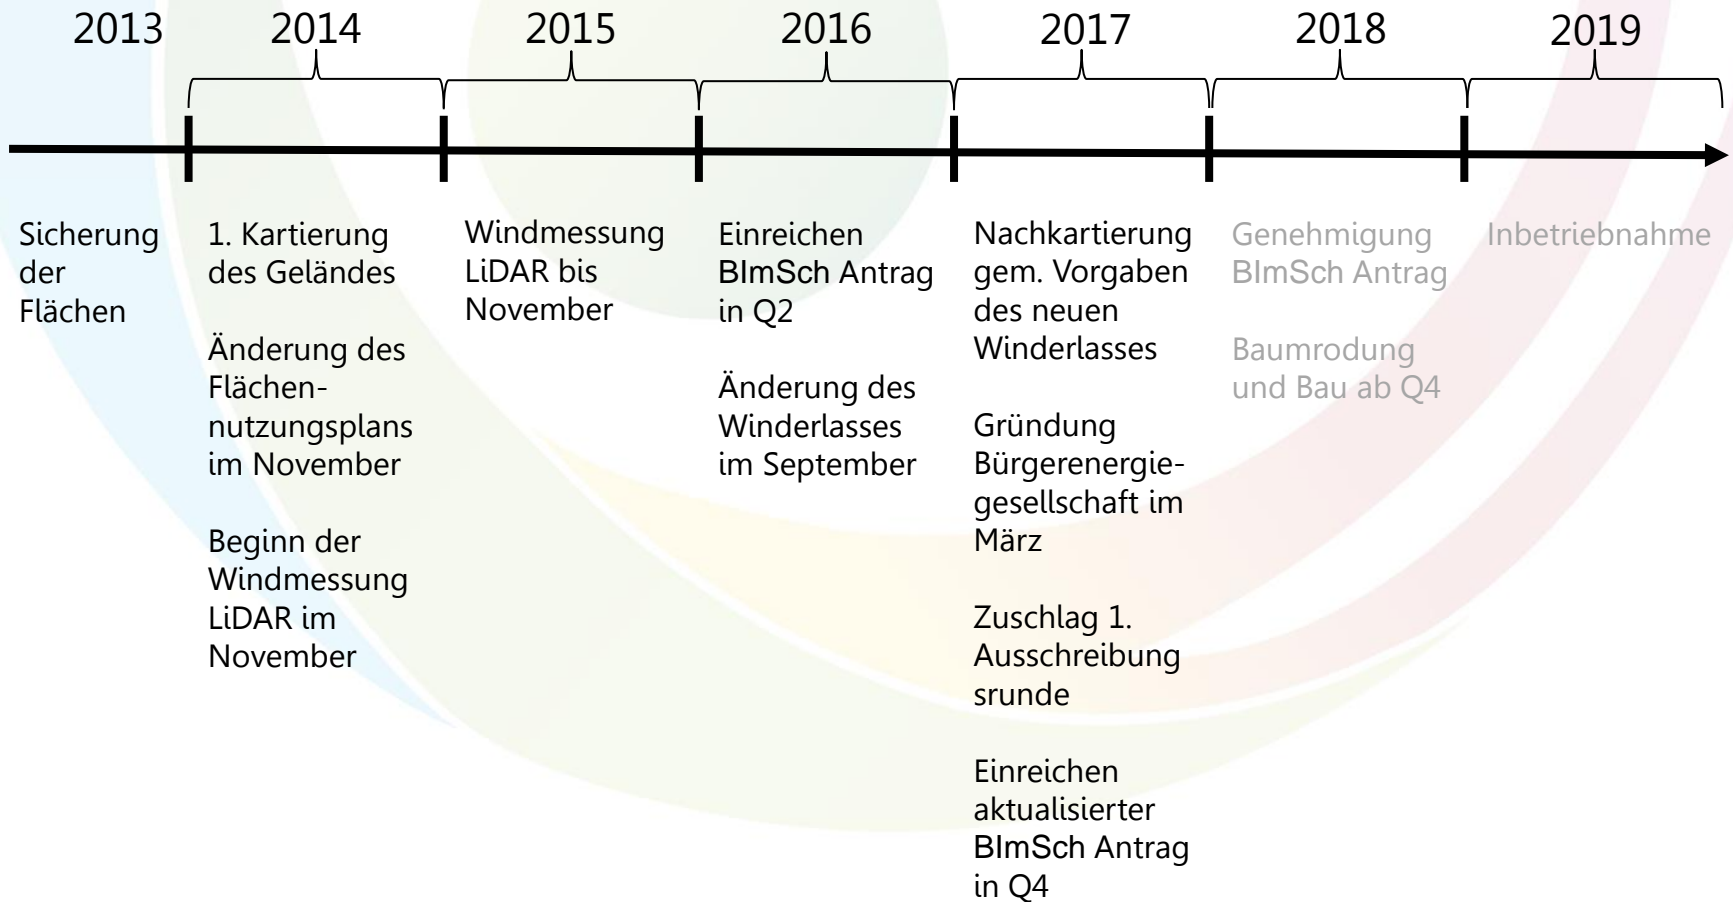 2013
2014
2015
2016
2017
2018
2019
Sicherung
der
Flächen
1. Kartierung
des Geländes
Änderung des
Flächen-
nutzungsplans
im November
Beginn der
Windmessung
LiDAR im
November
Windmessung
LiDAR bis
November
Einreichen
BImSch Antrag
in Q2
Änderung des
Winderlasses
im September
Nachkartierung
gem. Vorgaben
des neuen
Winderlasses
Gründung
Bürgerenergie-
gesellschaft im
März
Zuschlag 1.
Ausschreibung
srunde
Einreichen
aktualisierter
BImSch Antrag
in Q4
Genehmigung
BImSch Antrag
Baumrodung
und Bau ab Q4
Inbetriebnahme